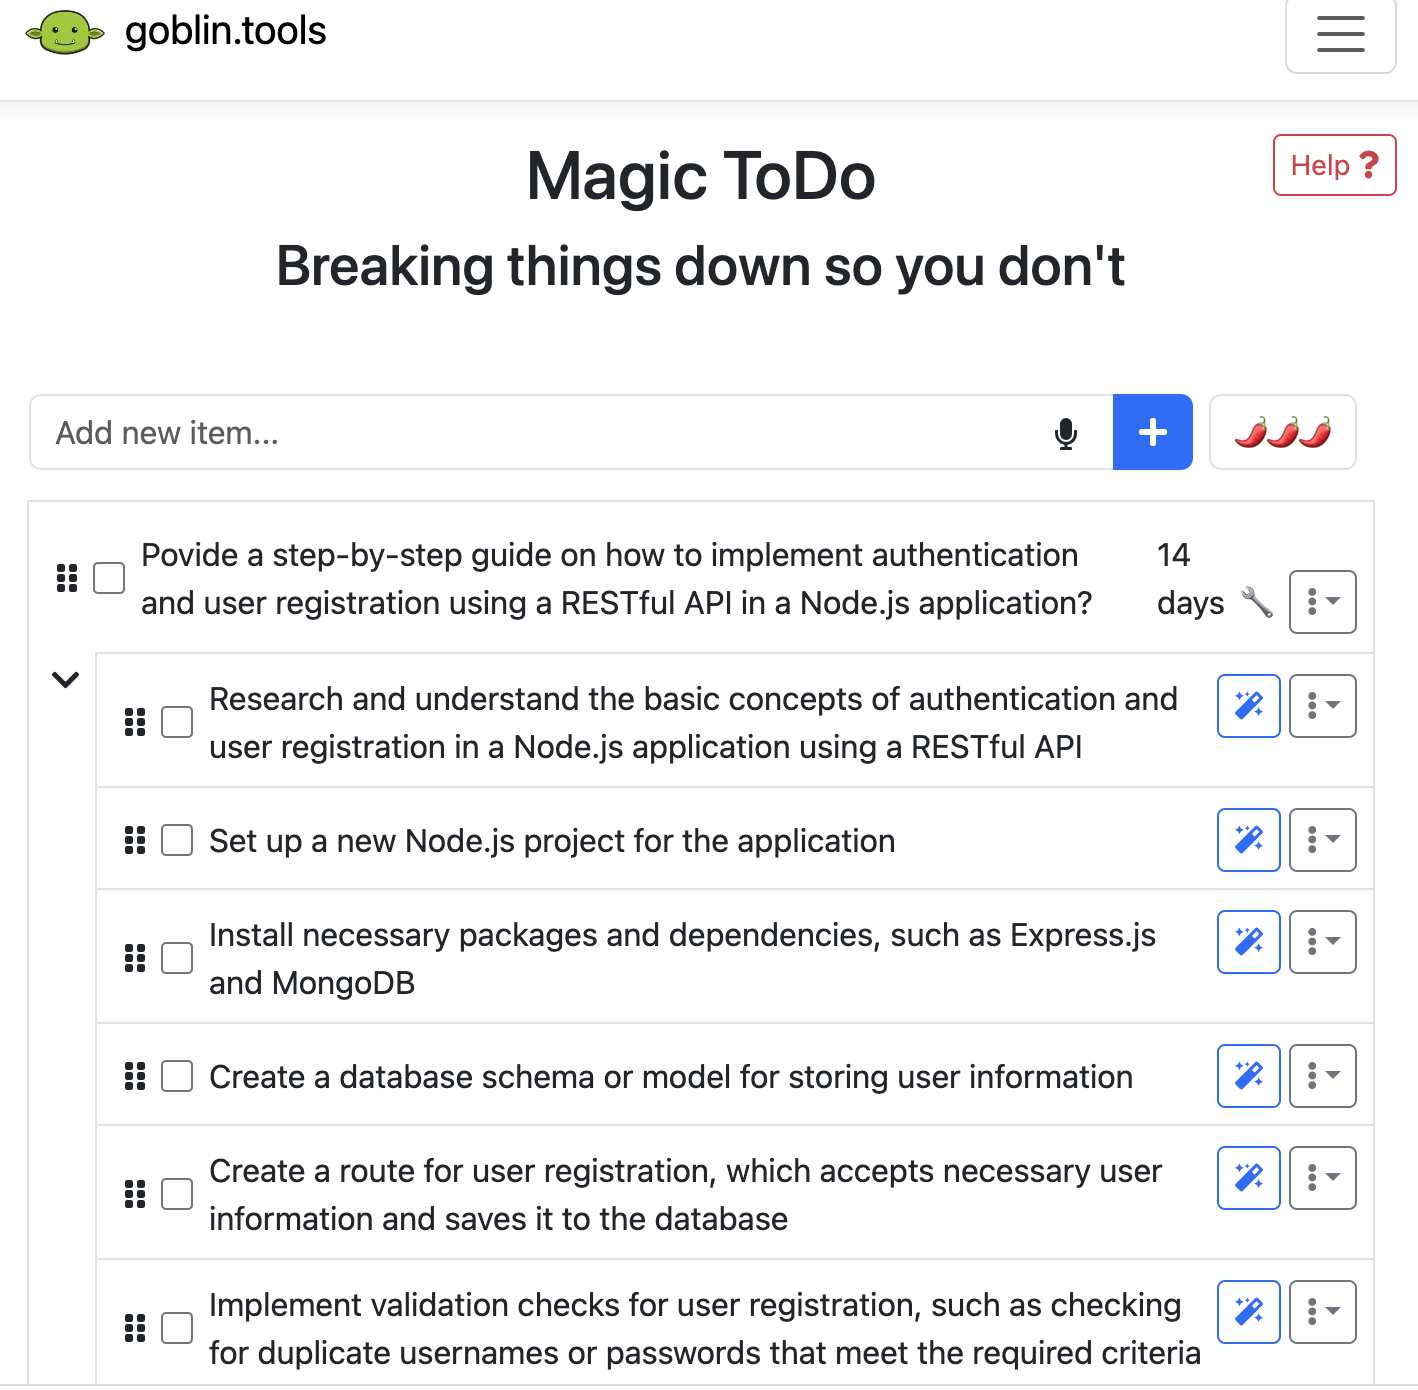 goblin.tools
Magic ToDo
Help ?
Breaking things down so you don't
Add new item...
Povide a step-by-step guide on how to implement authentication
and user registration using a RESTful API in a Node.js application?
14
days
Research and understand the basic concepts of authentication and
user registration in a Node.js application using a RESTful API
Set up a new Node.js project for the application
Install necessary packages and dependencies, such as Express.js
and MongoDB
Create a database schema or model for storing user information
Create a route for user registration, which accepts necessary user
information and saves it to the database
Implement validation checks for user registration, such as checking
for duplicate usernames or passwords that meet the required criteria